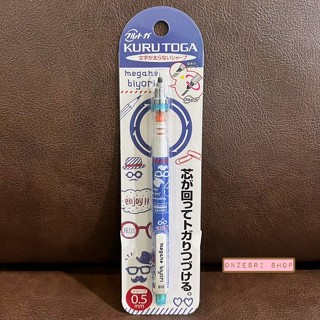 クルトガ
KURU TOGA
文字が太らないシャープ
megane
biyori
enjoy!!
HELLO
megane biyori
芯が回ってトガりつづける。
0.5
mm
ONZEBRI SHOP